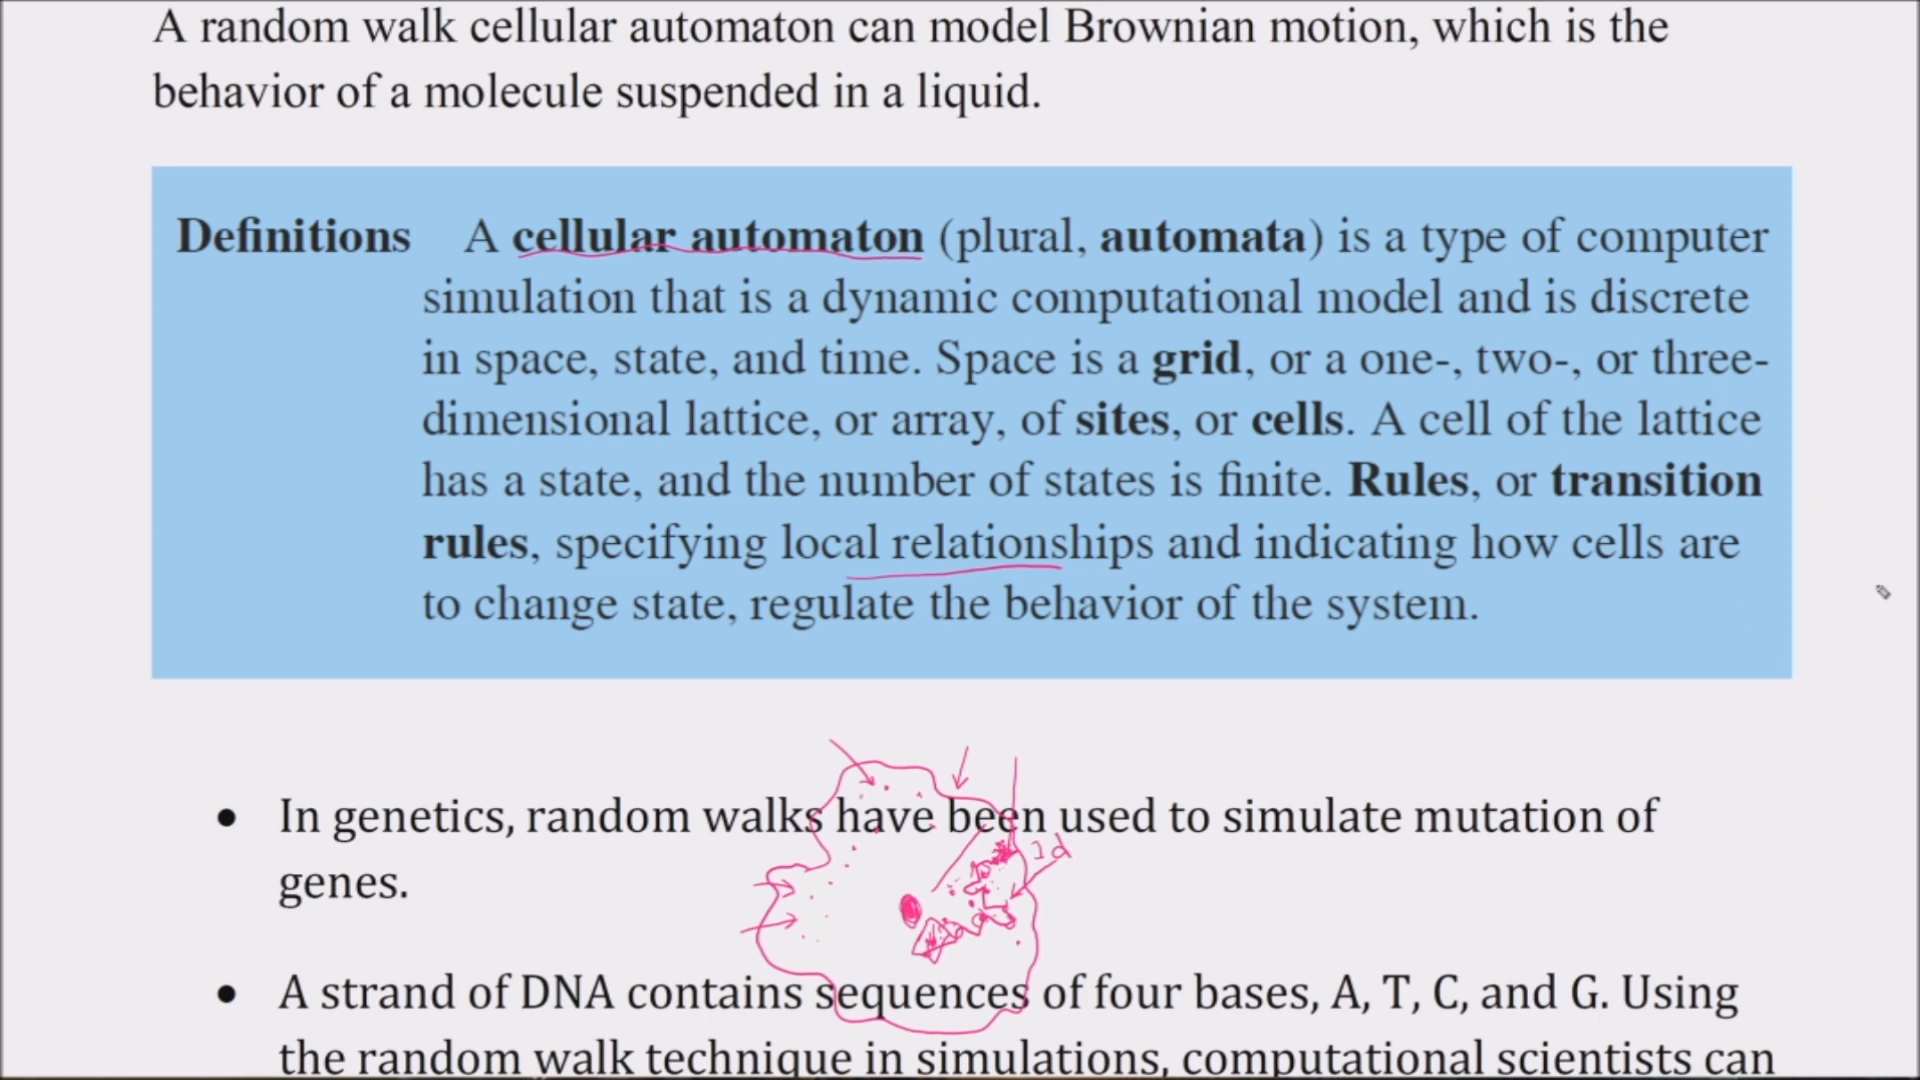 A random walk cellular automaton can model Brownian motion, which is the
behavior of a molecule suspended in a liquid.
Definitions A cellular automaton (plural, automata) is a type of computer
simulation that is a dynamic computational model and is discrete
in space, state, and time. Space is a grid, or a one-, two-, or three-
dimensional lattice, or array, of sites, or cells. A cell of the lattice
has a state, and the number of states is finite. Rules, or transition
rules, specifying local relationships and indicating how cells are
to change state, regulate the behavior of the system.
• In genetics, random walks have been used to simulate mutation of
genes.
• A strand of DNA contains sequences of four bases, A, T, C, and G. Using
the random walk technique in simulations, computational scientists can